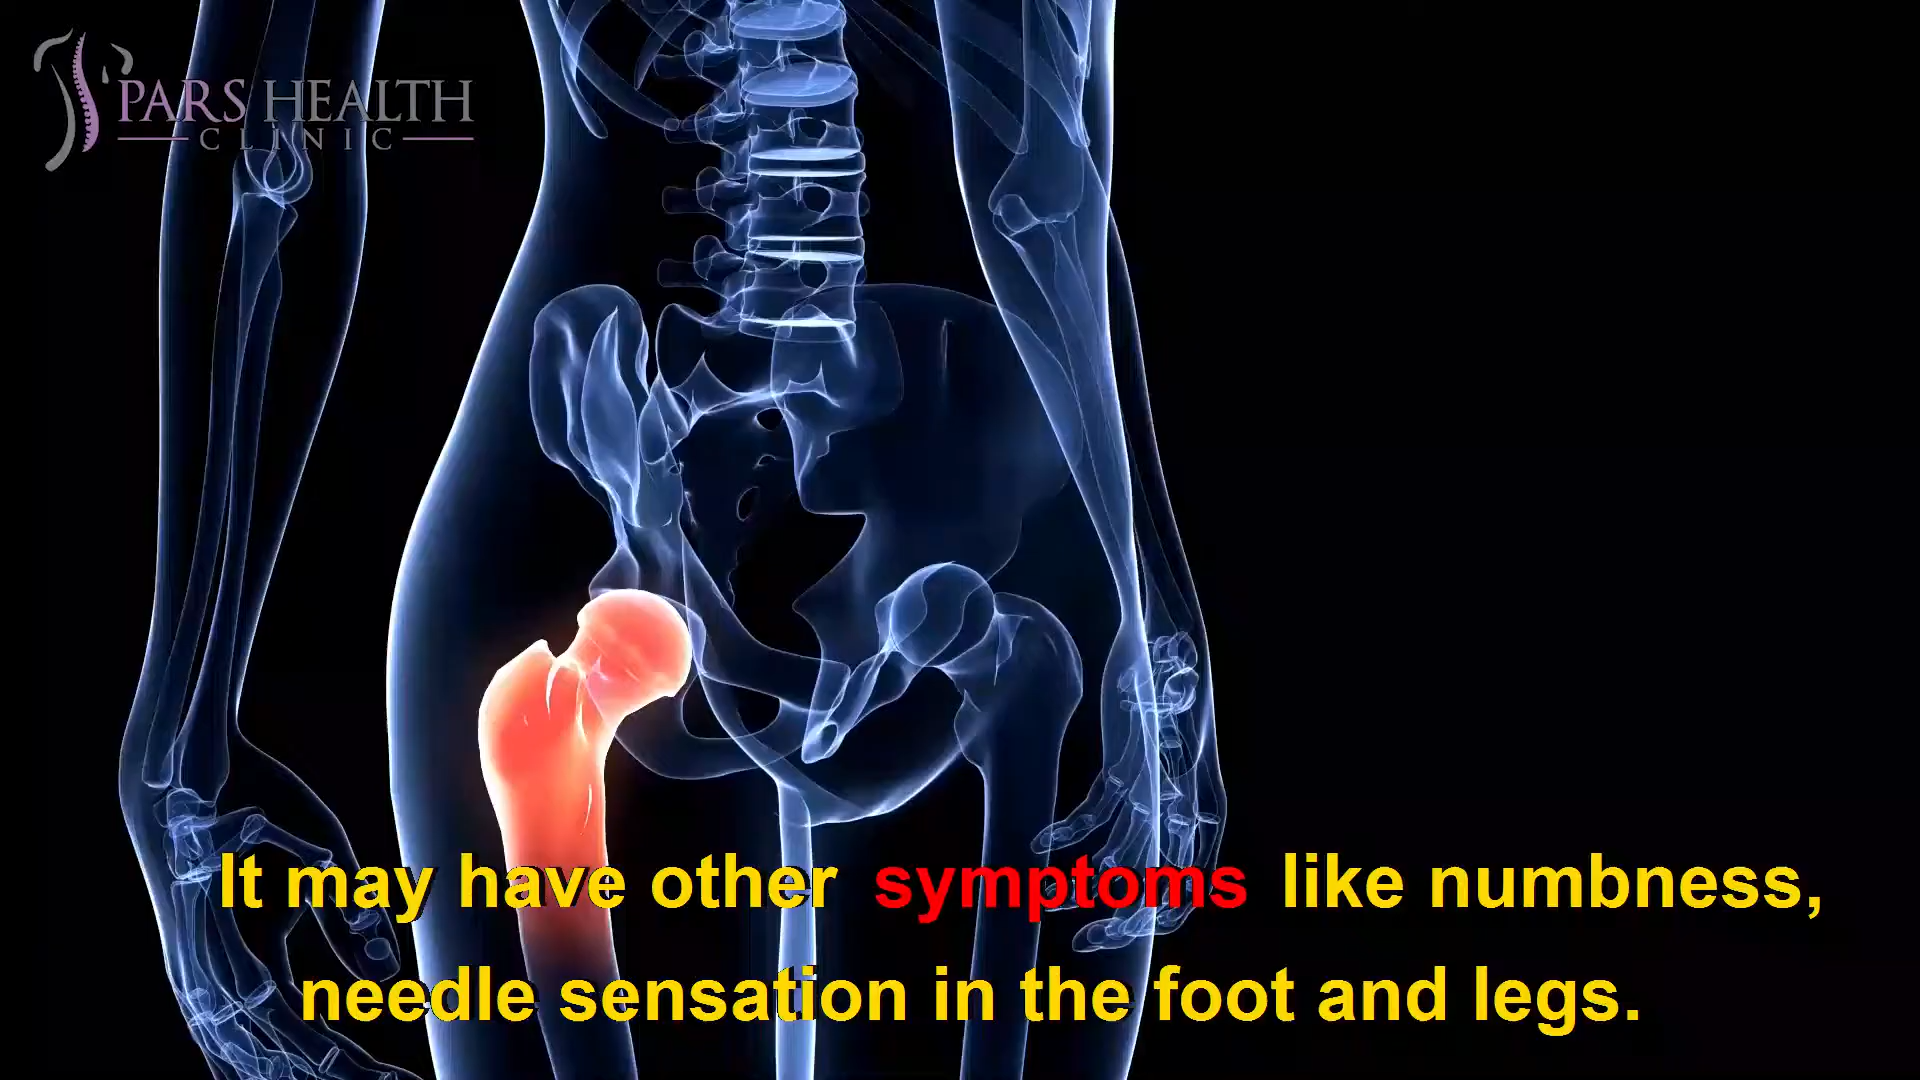 PARS HEALTH
CLINIC
It may have other symptoms like numbness,
needle sensation in the foot and legs.